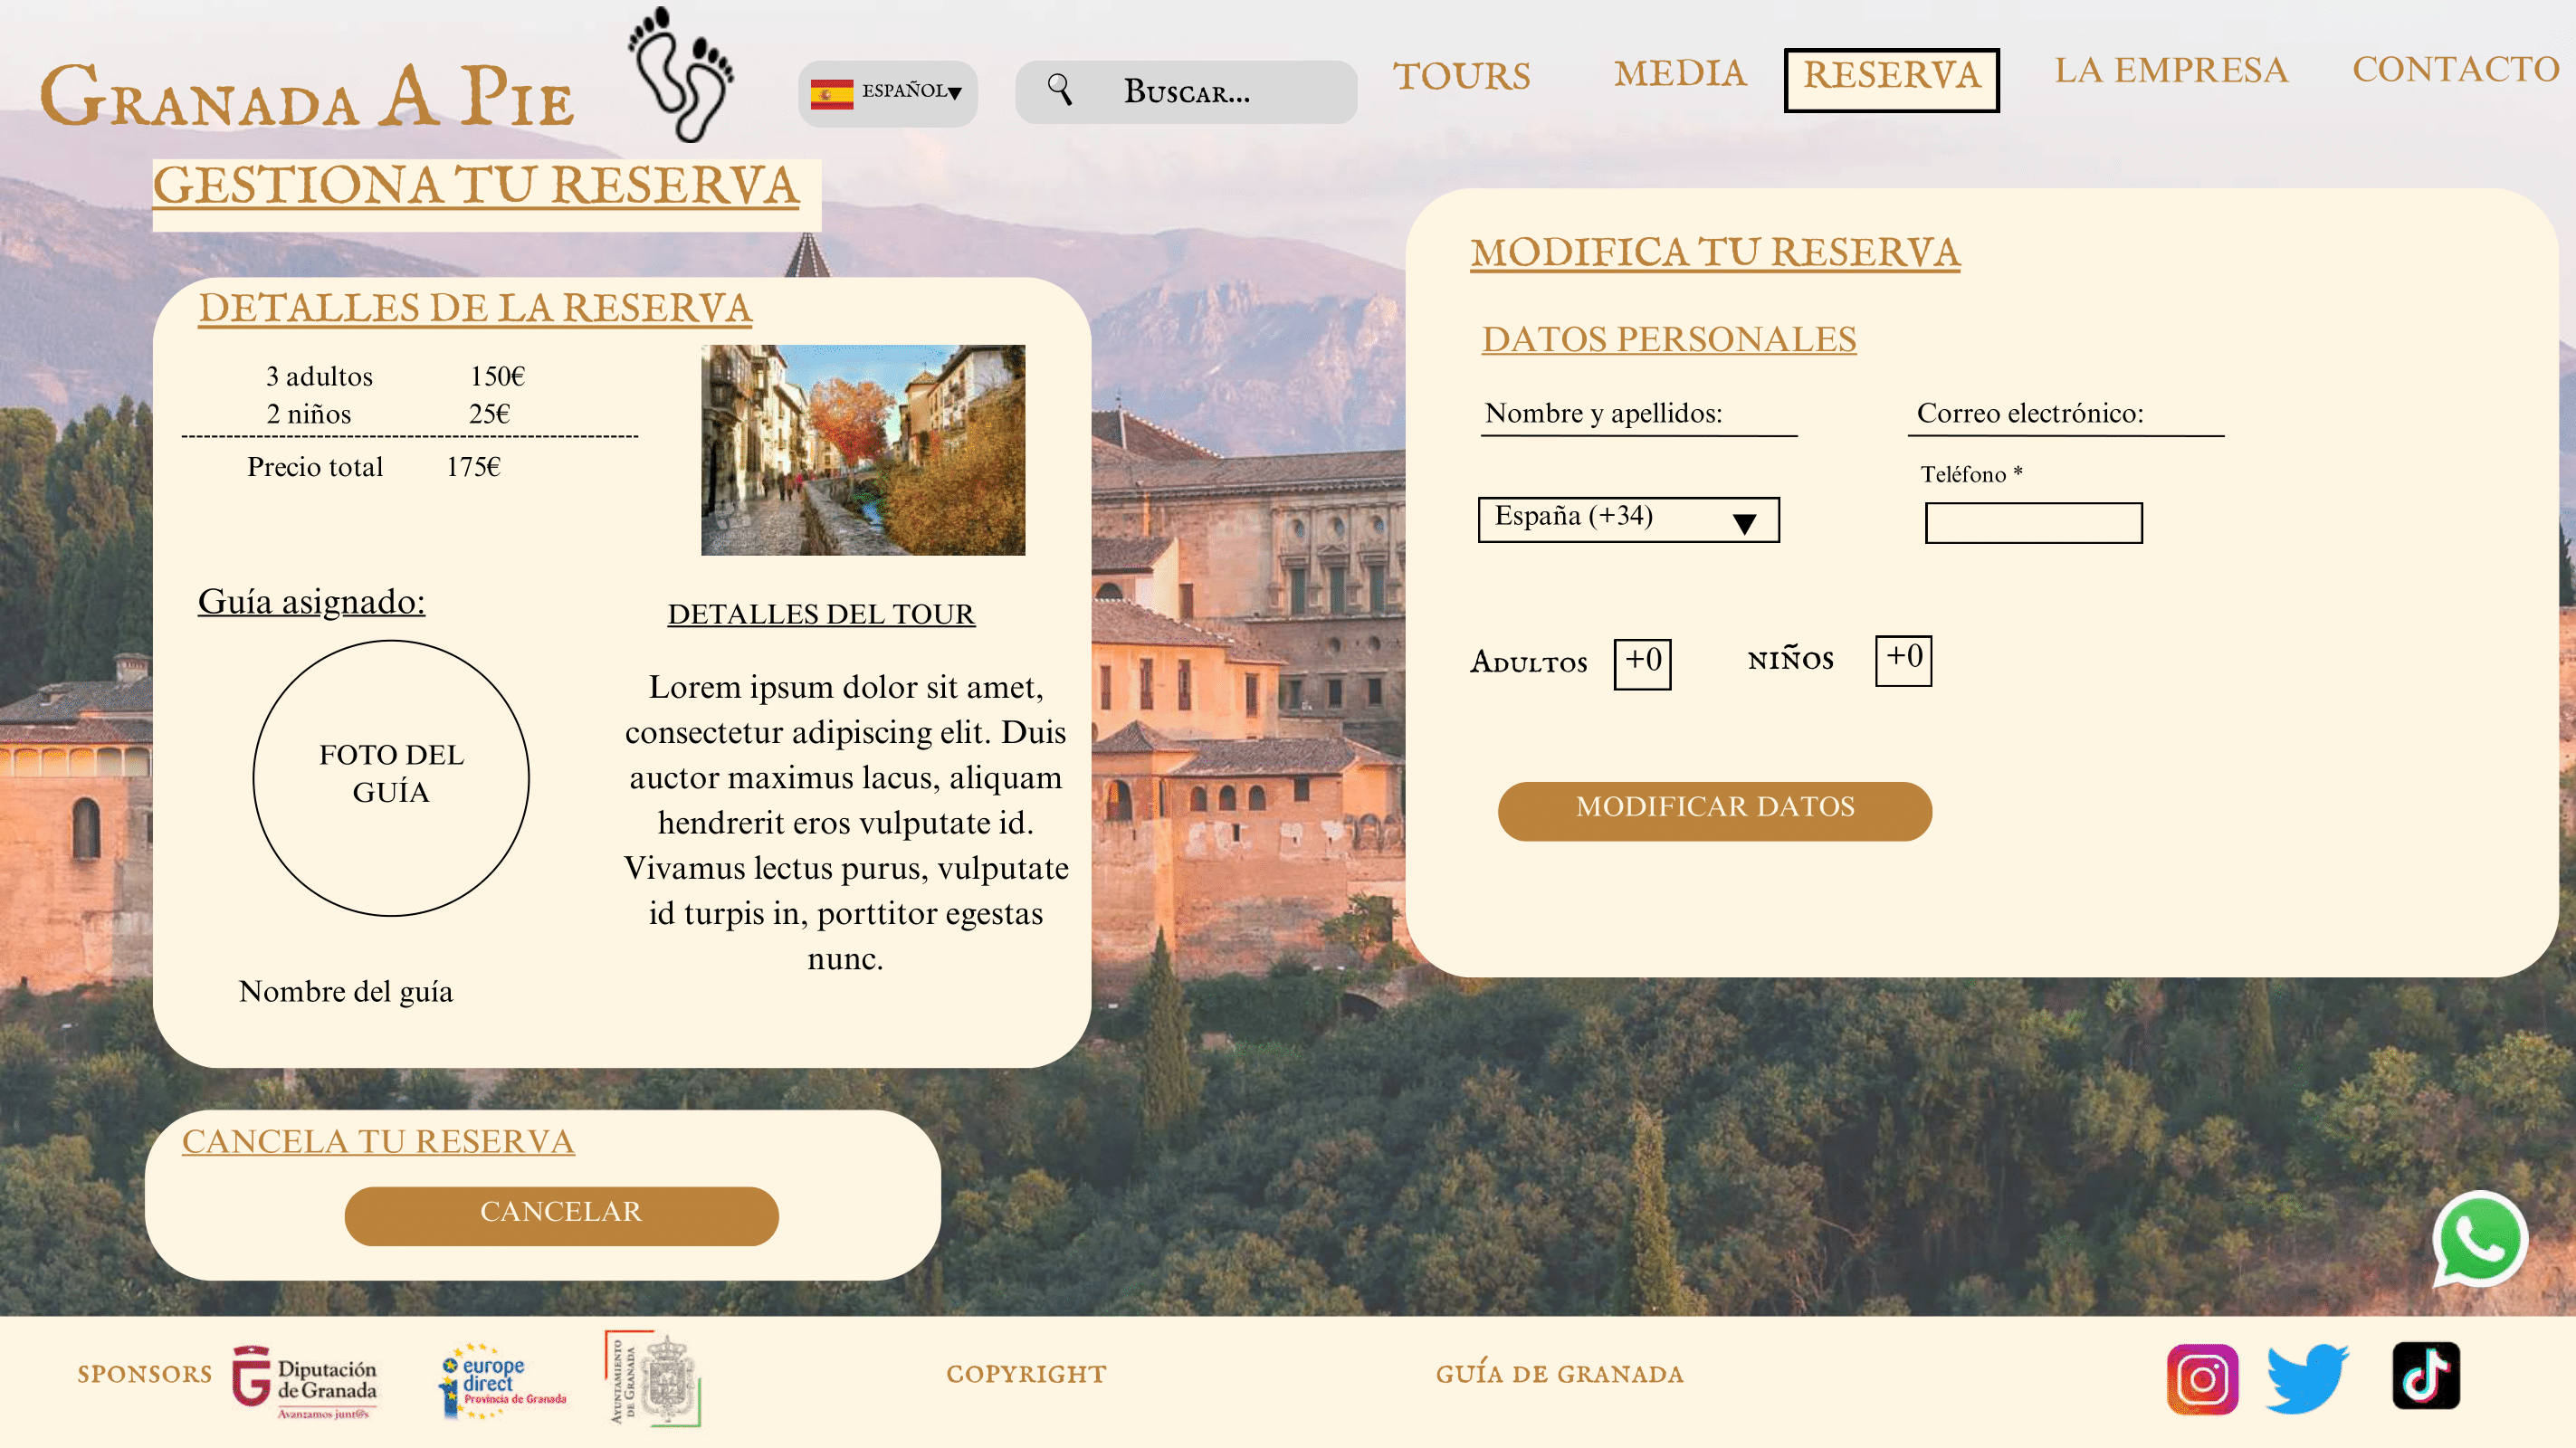 GRANADA A PIE
ESPAÑOL
BUSCAR...
TOURS
MEDIA
RESERVA
LA EMPRESA
CONTACTO
GESTIONA TU RESERVA
DETALLES DE LA RESERVA
3 adultos 150€
2 niños 25€
Precio total 175€
Guía asignado:
FOTO DEL
GUÍA
Nombre del guía
DETALLES DEL TOUR
Lorem ipsum dolor sit amet,
consectetur adipiscing elit. Duis
auctor maximus lacus, aliquam
hendrerit eros vulputate id.
Vivamus lectus purus, vulputate
id turpis in, porttitor egestas
nunc.
MODIFICA TU RESERVA
DATOS PERSONALES
Nombre y apellidos:
Correo electrónico:
Teléfono *
España (+34)
ADULTOS +0 NIÑOS +0
MODIFICAR DATOS
CANCELA TU RESERVA
CANCELAR
SPONSORS
Diputación
de Granada
Avanzamos junt@s
europe
direct
Provincia de Granada
AYUNTAMIENTO
DE GRANADA
COPYRIGHT
GUÍA DE GRANADA